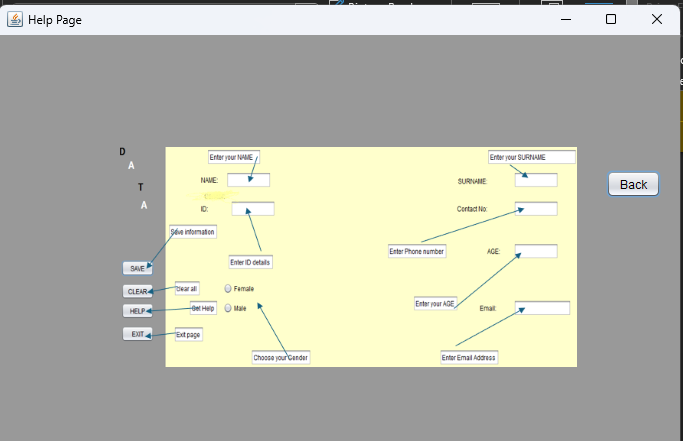 Help Page
D
A
T
A
Enter your NAME
Enter your SURNAME
NAME:
SURNAME:
Back
ID:
Contact No:
Save information
Enter ID details
Enter Phone number
AGE:
SAVE
CLEAR
clear all
Female
HELP
Get Help
Male
Enter your AGE
Email:
EXIT
Exit page
Choose your Gender
Enter Email Address